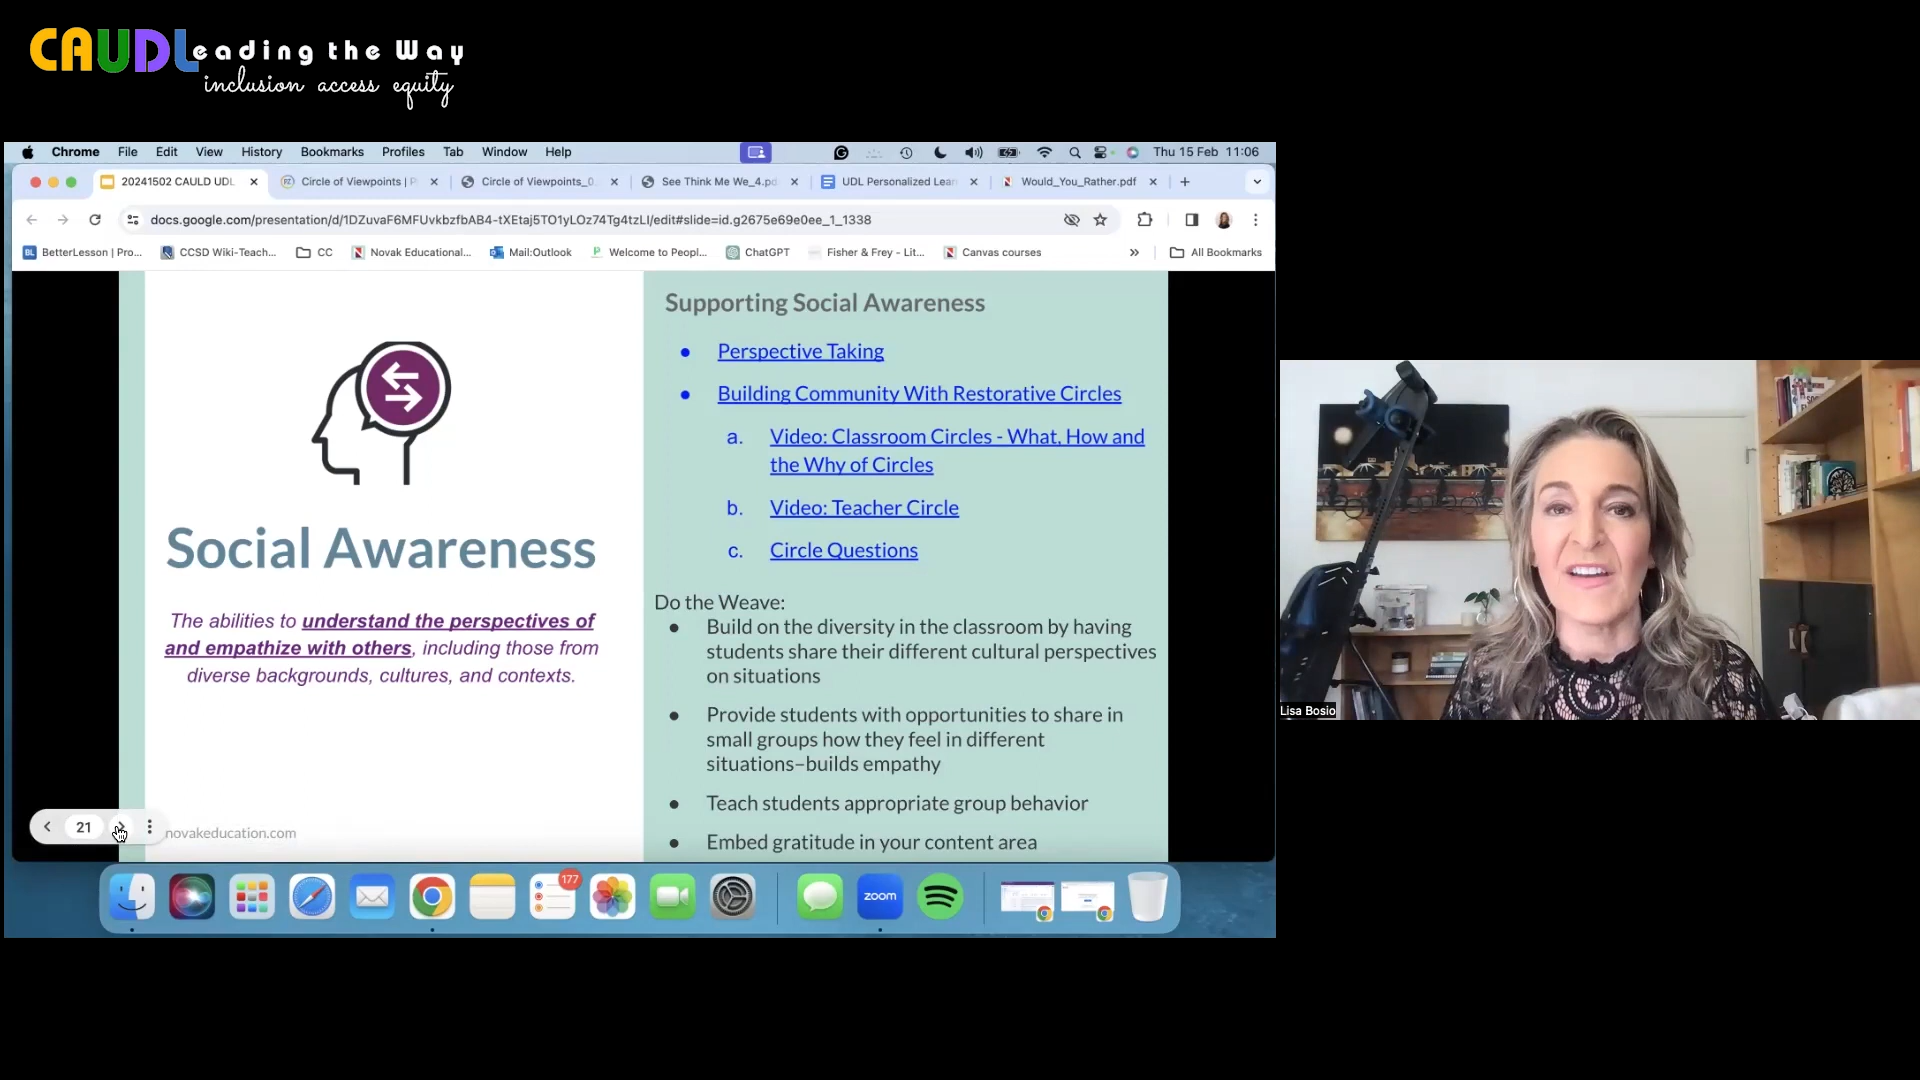 CAUDLeading the Way
inclusion access equity
Chrome File Edit View History Bookmarks Profiles Tab Window Help Thu 15 Feb 11:06
20241502 CAULD UDL Circle of Viewpoints | P Circle of Viewpoints_0 See Think Me We_4.pd UDL Personalized Lear Would_You_Rather.pdf
docs.google.com/presentation/d/1DZuvaF6MFUvkbzfbAB4-tXEtaj5TO1yLOz74Tg4tzLI/edit#slide=id.g2675e69e0ee_1_1338
BetterLesson | Pro... CCSD Wiki-Teach... CC Novak Educational... Mail:Outlook Welcome to Peopl... ChatGPT Fisher & Frey - Lit... Canvas courses » All Bookmarks
Social Awareness
The abilities to understand the perspectives of
and empathize with others, including those from
diverse backgrounds, cultures, and contexts.
novakeducation.com
21
Supporting Social Awareness
● Perspective Taking
● Building Community With Restorative Circles
a. Video: Classroom Circles - What, How and
the Why of Circles
b. Video: Teacher Circle
c. Circle Questions
Do the Weave:
● Build on the diversity in the classroom by having
students share their different cultural perspectives
on situations
● Provide students with opportunities to share in
small groups how they feel in different
situations–builds empathy
● Teach students appropriate group behavior
● Embed gratitude in your content area
177
zoom
Lisa Bosio